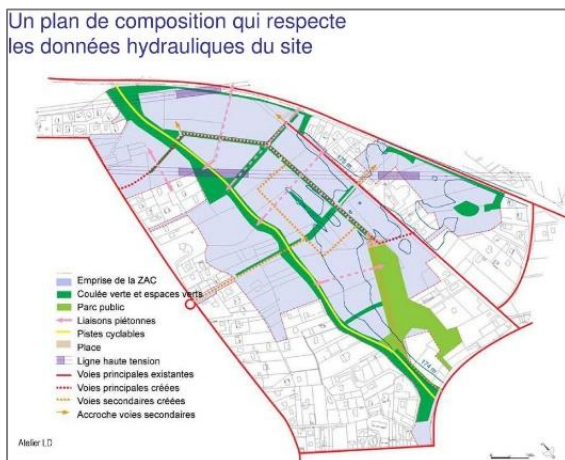 Un plan de composition qui respecte
les données hydrauliques du site
175 m
174 m
Emprise de la ZAC
Coulée verte et espaces verts
Parc public
Liaisons piétonnes
Pistes cyclables
Place
Ligne haute tension
Voies principales existantes
Voies principales créées
Voies secondaires créées
Accroche voies secondaires
Atelier LD